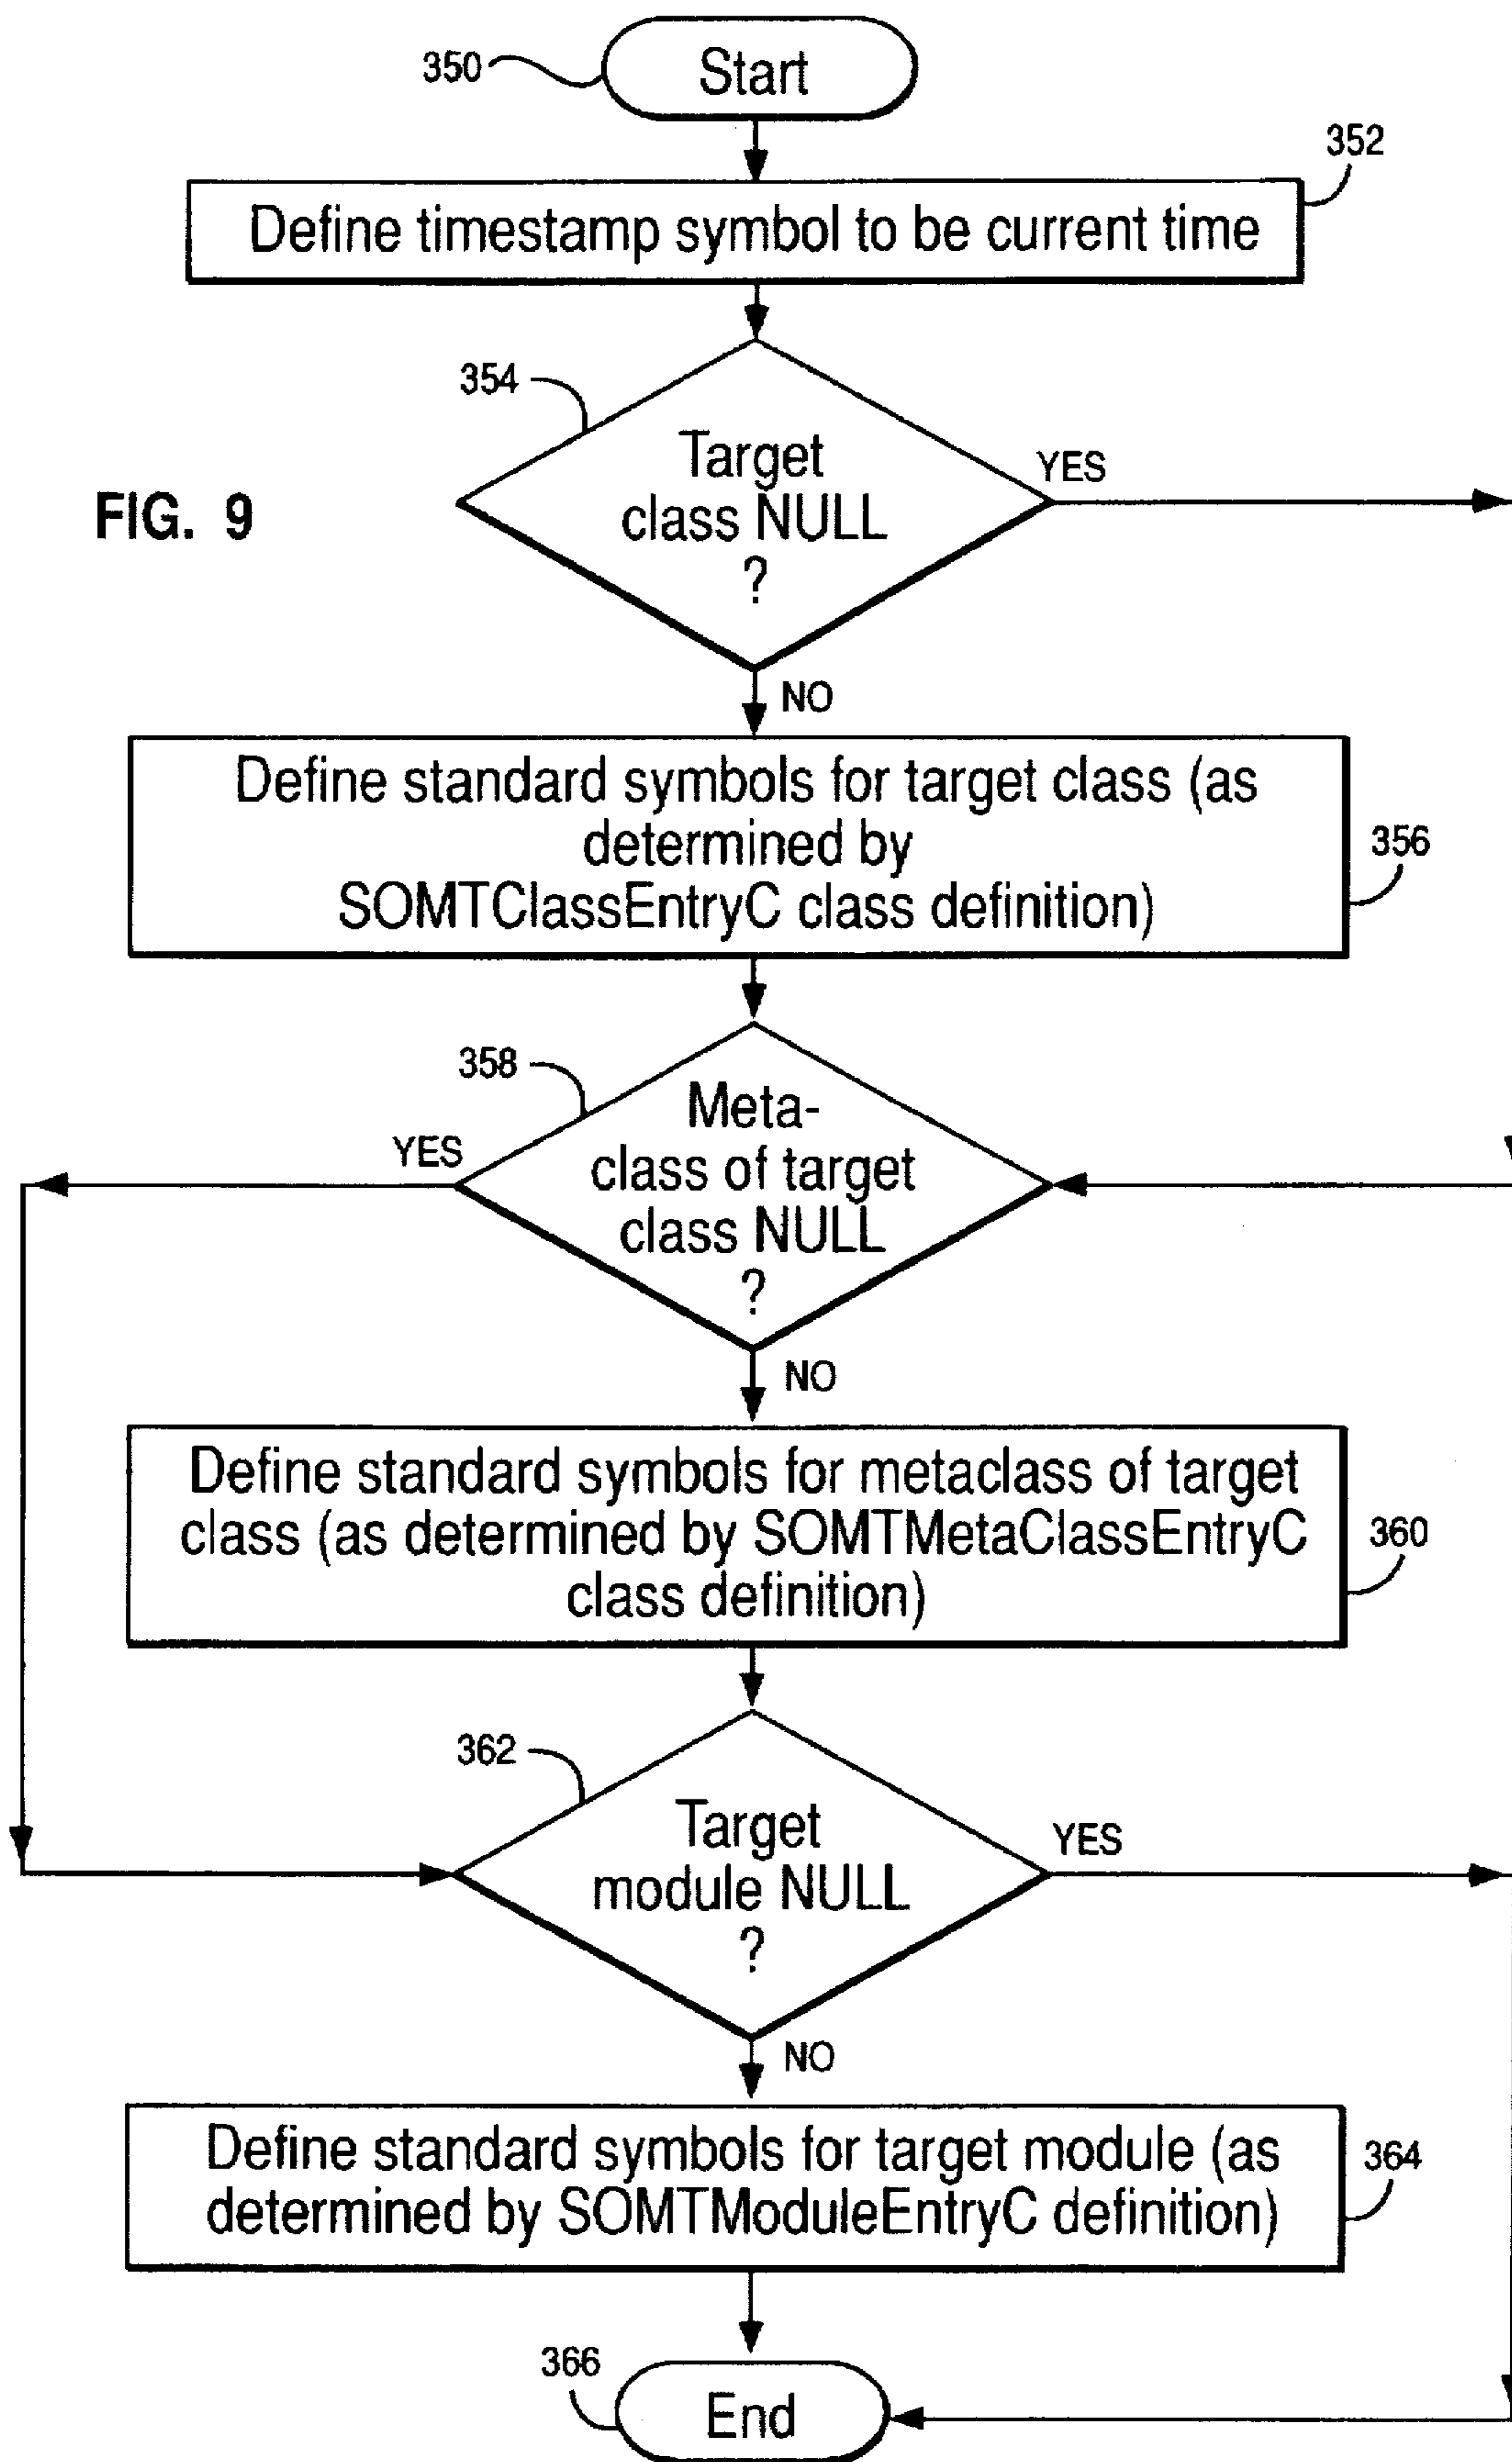 350
Start
352
Define timestamp symbol to be current time
354
Target
class NULL
?
YES
FIG. 9
NO
Define standard symbols for target class (as
determined by
SOMTClassEntryC class definition)
356
358
Meta-
class of target
class NULL
?
YES
NO
Define standard symbols for metaclass of target
class (as determined by SOMTMetaClassEntryC
class definition)
360
362
Target
module NULL
?
YES
NO
Define standard symbols for target module (as
determined by SOMTModuleEntryC definition)
364
366
End